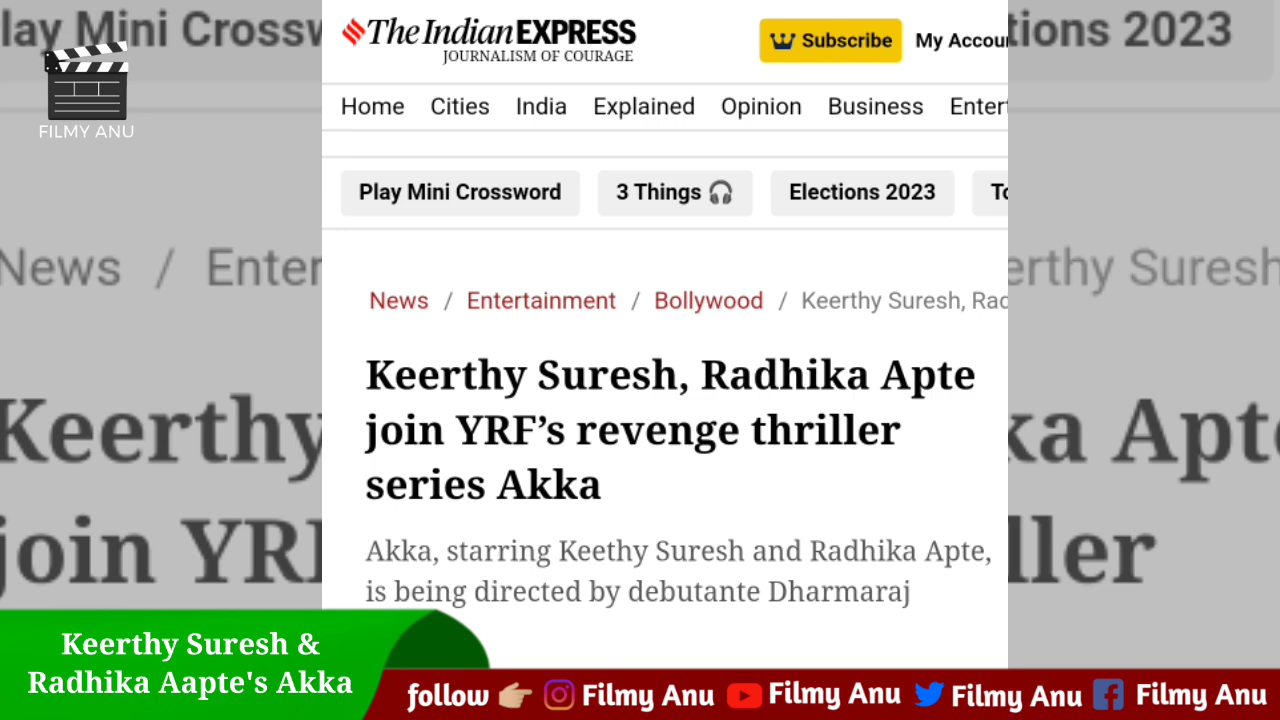 The Indian EXPRESS
JOURNALISM OF COURAGE
Subscribe
My Accoun
FILMY ANU
Home Cities India Explained Opinion Business Entert
Play Mini Crossword 3 Things 🎧 Elections 2023 To
News / Entertainment / Bollywood / Keerthy Suresh, Rad
Keerthy Suresh, Radhika Apte
join YRF’s revenge thriller
series Akka
Akka, starring Keethy Suresh and Radhika Apte,
is being directed by debutante Dharmaraj
Keerthy Suresh &
Radhika Aapte's Akka
follow 👉 Filmy Anu Filmy Anu Filmy Anu Filmy Anu